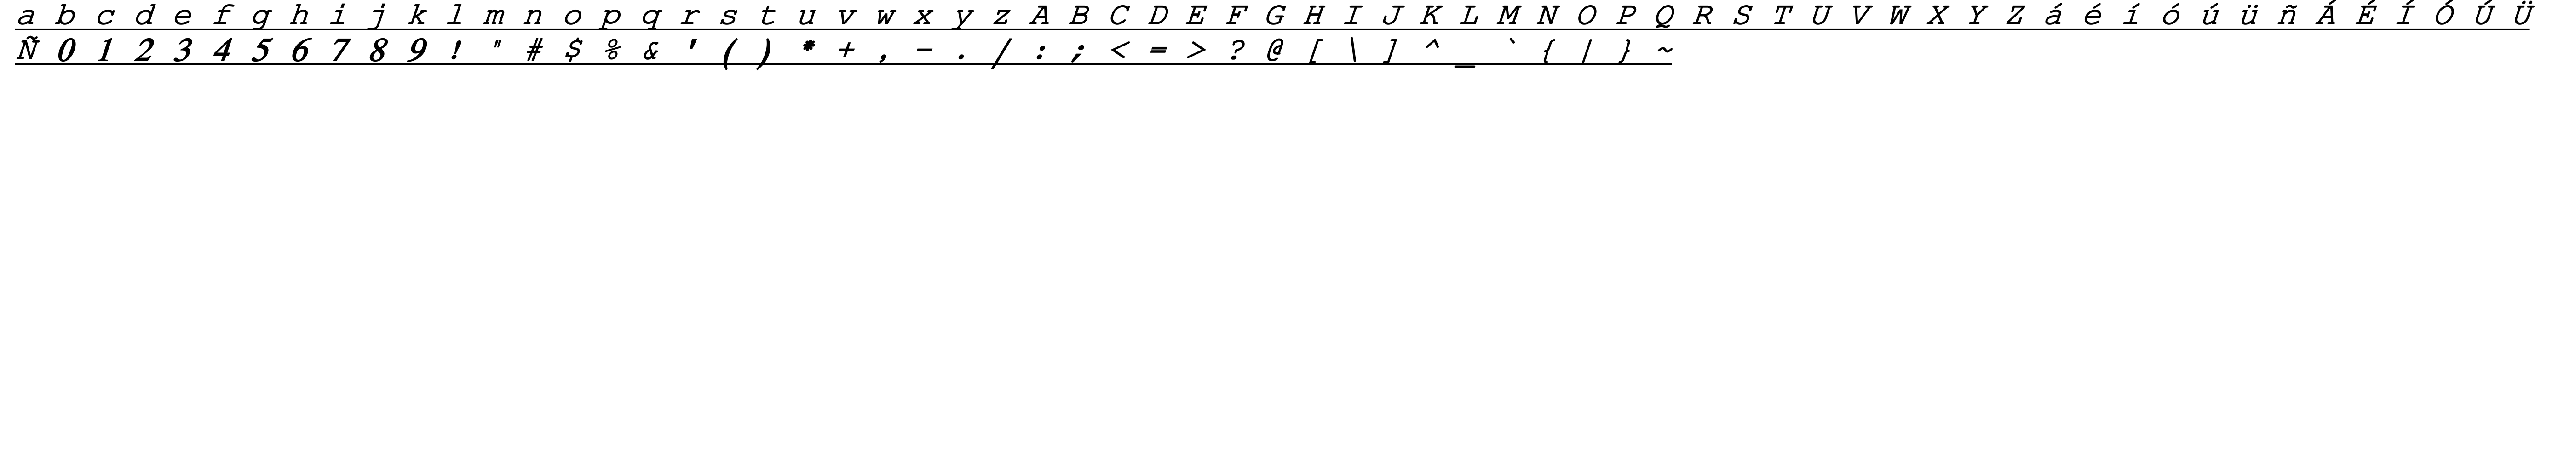 a b c d e f g h i j k l m n o p q r s t u v w x y z A B C D E F G H I J K L M N O P Q R S T U V W X Y Z á é í ó ú ü ñ Á É Í Ó Ú Ü
Ñ 0 1 2 3 4 5 6 7 8 9 ! " # $ % & ' ( ) * + , - . / : ; < = > ? @ [ \ ] ^ _ ` { | } ~